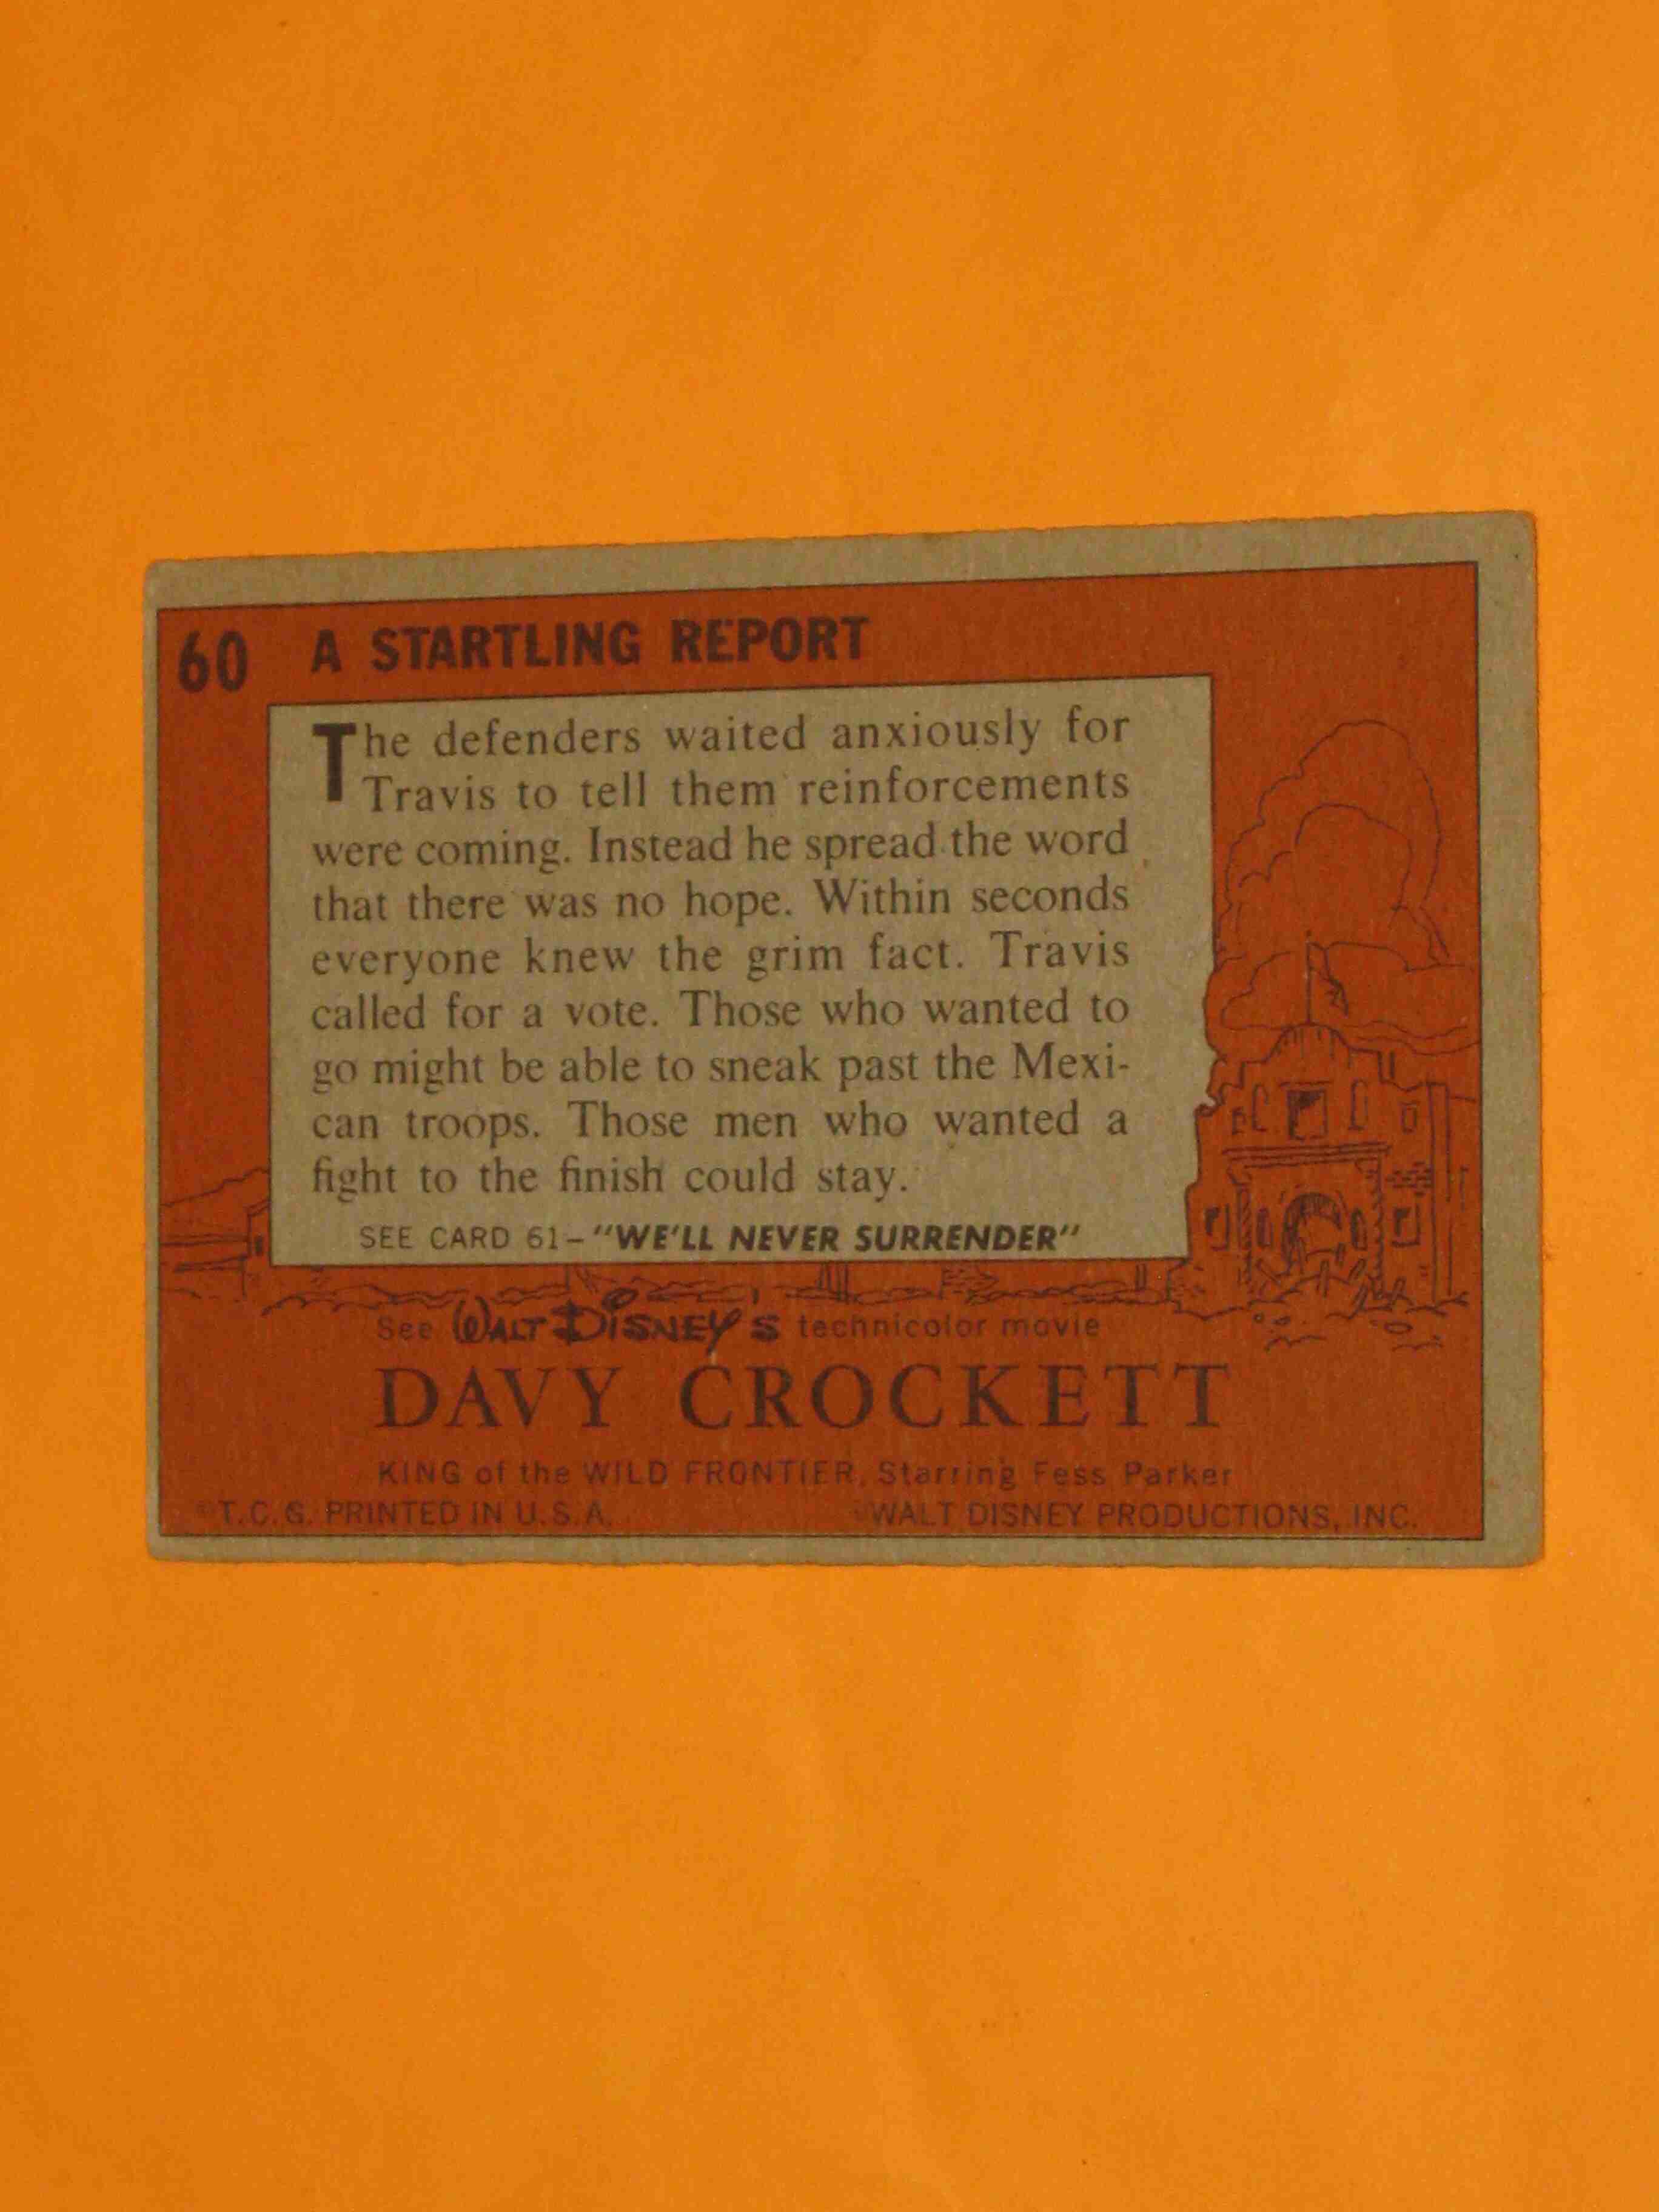 60 A STARTLING REPORT
The defenders waited anxiously for
Travis to tell them reinforcements
were coming. Instead he spread the word
that there was no hope. Within seconds
everyone knew the grim fact. Travis
called for a vote. Those who wanted to
go might be able to sneak past the Mexi-
can troops. Those men who wanted a
fight to the finish could stay.
SEE CARD 61–"WE'LL NEVER SURRENDER"
See WALT DISNEY'S technicolor movie
DAVY CROCKETT
KING of the WILD FRONTIER, Starring Fess Parker
©T.C.G. PRINTED IN U.S.A. ©WALT DISNEY PRODUCTIONS, INC.